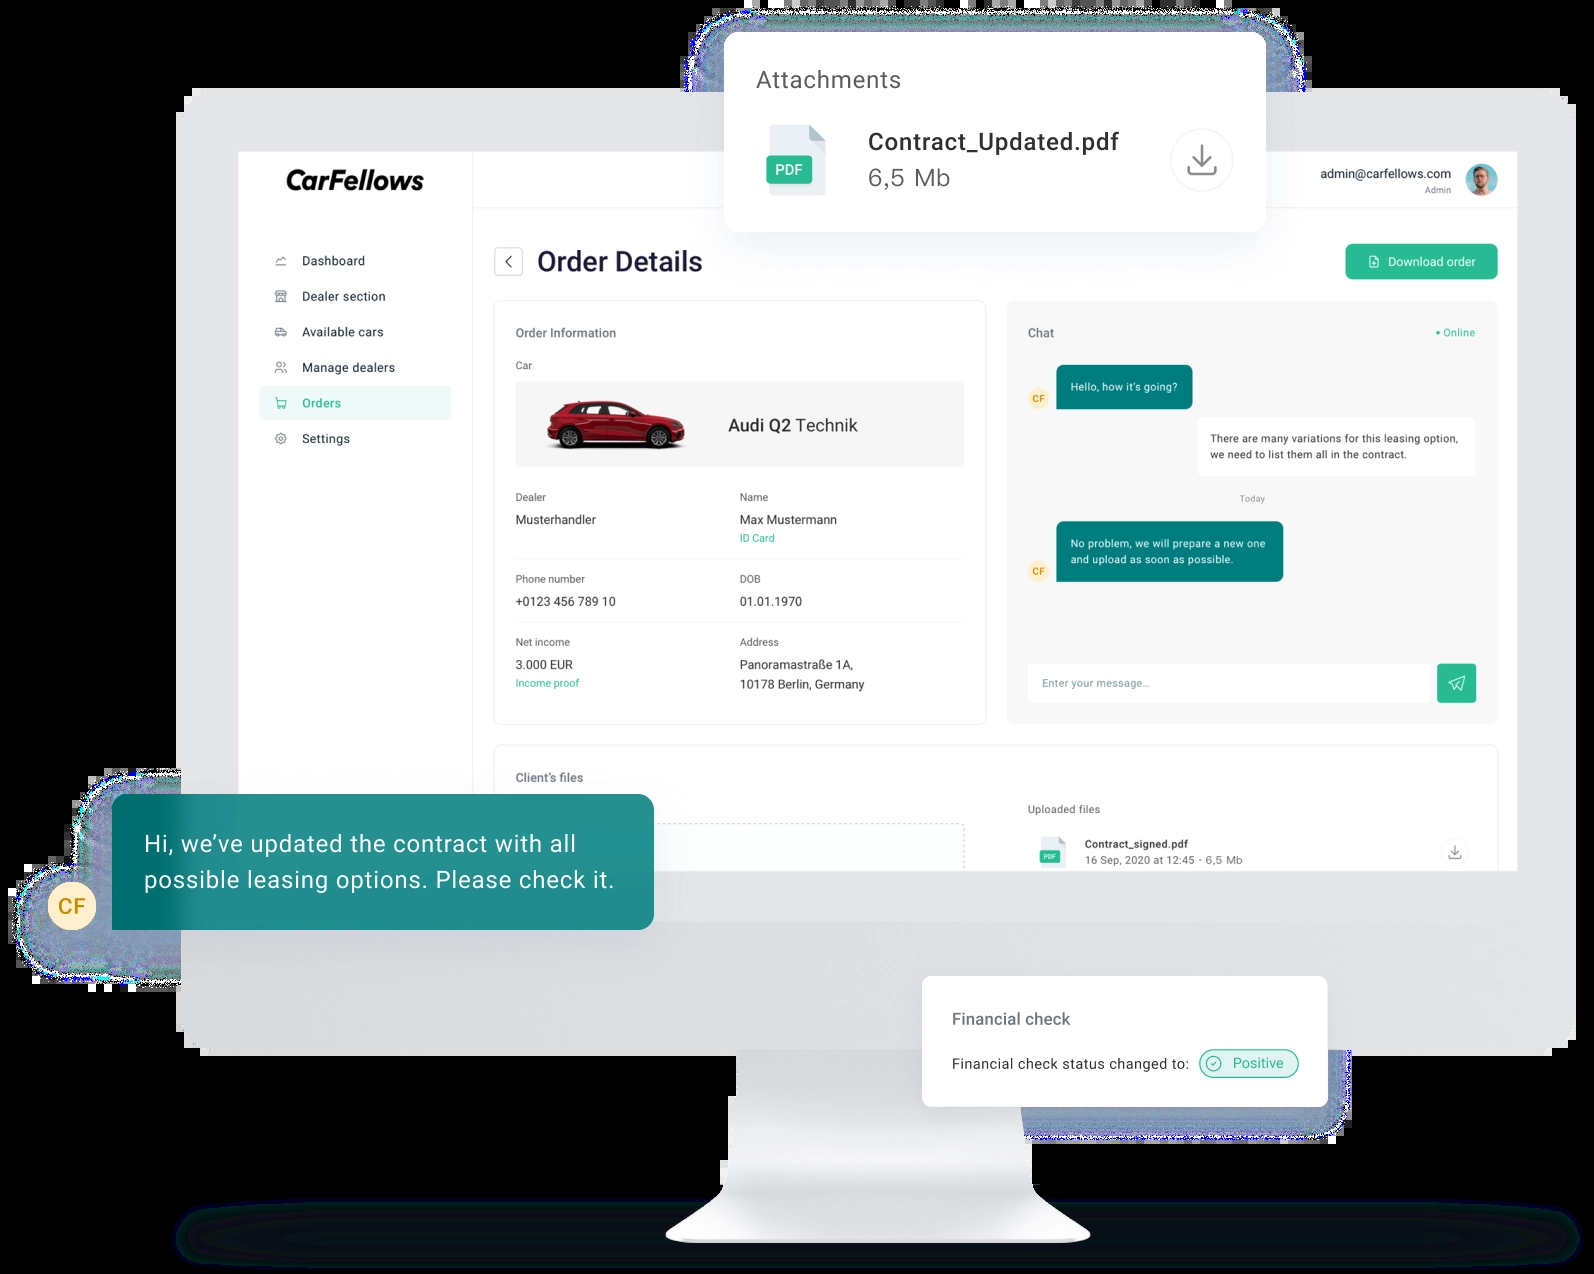 Attachments
PDF
Contract_Updated.pdf
6,5 Mb
CarFellows
admin@carfellows.com
Admin
Dashboard
Dealer section
Available cars
Manage dealers
Orders
Settings
Order Details
Download order
Order Information
Car
Audi Q2 Technik
Dealer
Musterhandler
Name
Max Mustermann
ID Card
Phone number
+0123 456 789 10
DOB
01.01.1970
Net income
3.000 EUR
Income proof
Address
Panoramastraße 1A,
10178 Berlin, Germany
Chat
• Online
CF
Hello, how it's going?
There are many variations for this leasing option,
we need to list them all in the contract.
Today
CF
No problem, we will prepare a new one
and upload as soon as possible.
Enter your message...
Client's files
Uploaded files
PDF
Contract_signed.pdf
16 Sep, 2020 at 12:45 · 6,5 Mb
CF
Hi, we've updated the contract with all
possible leasing options. Please check it.
Financial check
Financial check status changed to:
Positive